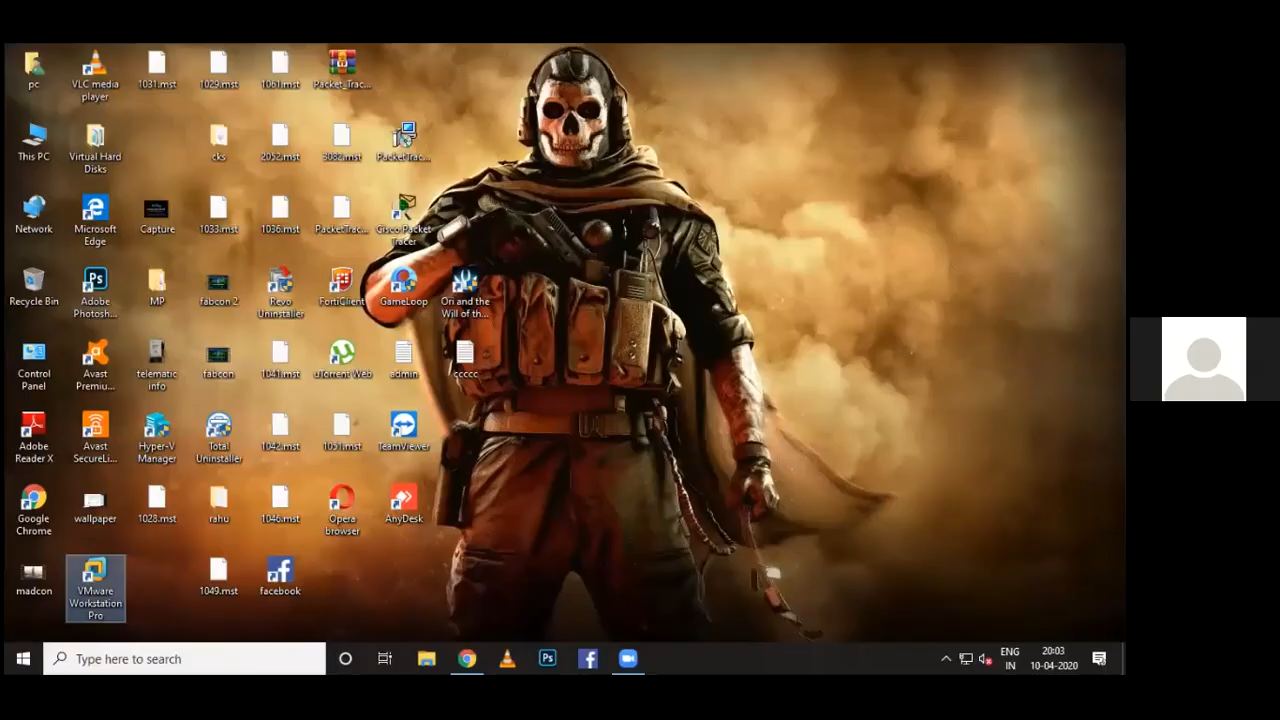 pc
VLC media
player
1031.mst
1029.mst
1061.mst
Packet_Trac...
This PC
Virtual Hard
Disks
cks
2052.mst
3082.mst
PacketTrac...
Network
Microsoft
Edge
Capture
1033.mst
1036.mst
PacketTrac...
Cisco Packet
Tracer
Recycle Bin
Adobe
Photosh...
MP
fabcon 2
Revo
Uninstaller
FortiClient
GameLoop
Ori and the
Will of th...
Control
Panel
Avast
Premiu...
telematic
info
fabcon
1041.mst
uTorrent Web
admin
ccccc
Adobe
Reader X
Avast
SecureLi...
Hyper-V
Manager
Total
Uninstaller
1042.mst
1051.mst
TeamViewer
Google
Chrome
wallpaper
1028.mst
rahu
1046.mst
Opera
browser
AnyDesk
madcon
VMware
Workstation
Pro
1049.mst
facebook
Type here to search
Ps
ENG
IN
20:03
10-04-2020